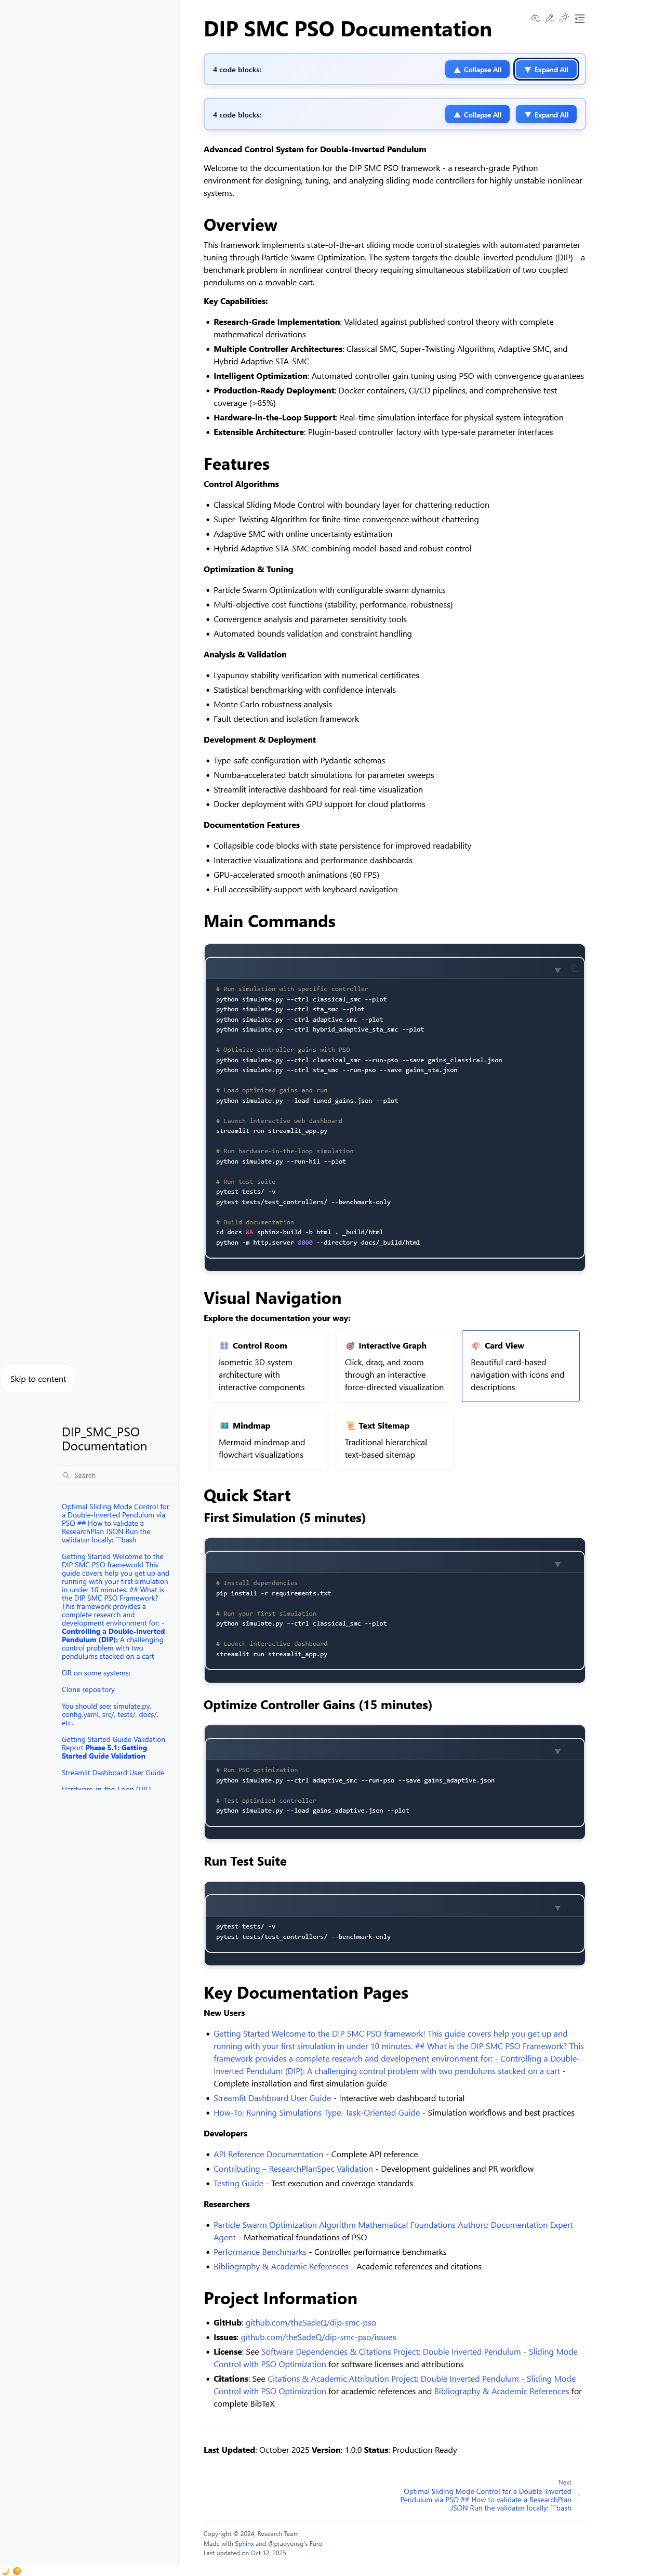 DIP SMC PSO Documentation
4 code blocks:
▲ Collapse All
▼ Expand All
4 code blocks:
▲ Collapse All
▼ Expand All
Advanced Control System for Double-Inverted Pendulum
Welcome to the documentation for the DIP SMC PSO framework - a research-grade Python
environment for designing, tuning, and analyzing sliding mode controllers for highly unstable nonlinear
systems.
Overview
This framework implements state-of-the-art sliding mode control strategies with automated parameter
tuning through Particle Swarm Optimization. The system targets the double-inverted pendulum (DIP) - a
benchmark problem in nonlinear control theory requiring simultaneous stabilization of two coupled
pendulums on a movable cart.
Key Capabilities:
• Research-Grade Implementation: Validated against published control theory with complete
mathematical derivations
• Multiple Controller Architectures: Classical SMC, Super-Twisting Algorithm, Adaptive SMC, and
Hybrid Adaptive STA-SMC
• Intelligent Optimization: Automated controller gain tuning using PSO with convergence guarantees
• Production-Ready Deployment: Docker containers, CI/CD pipelines, and comprehensive test
coverage (>85%)
• Hardware-in-the-Loop Support: Real-time simulation interface for physical system integration
• Extensible Architecture: Plugin-based controller factory with type-safe parameter interfaces
Features
Control Algorithms
• Classical Sliding Mode Control with boundary layer for chattering reduction
• Super-Twisting Algorithm for finite-time convergence without chattering
• Adaptive SMC with online uncertainty estimation
• Hybrid Adaptive STA-SMC combining model-based and robust control
Optimization & Tuning
• Particle Swarm Optimization with configurable swarm dynamics
• Multi-objective cost functions (stability, performance, robustness)
• Convergence analysis and parameter sensitivity tools
• Automated bounds validation and constraint handling
Analysis & Validation
• Lyapunov stability verification with numerical certificates
• Statistical benchmarking with confidence intervals
• Monte Carlo robustness analysis
• Fault detection and isolation framework
Development & Deployment
• Type-safe configuration with Pydantic schemas
• Numba-accelerated batch simulations for parameter sweeps
• Streamlit interactive dashboard for real-time visualization
• Docker deployment with GPU support for cloud platforms
Documentation Features
• Collapsible code blocks with state persistence for improved readability
• Interactive visualizations and performance dashboards
• GPU-accelerated smooth animations (60 FPS)
• Full accessibility support with keyboard navigation
Main Commands
# Run simulation with specific controller
python simulate.py --ctrl classical_smc --plot
python simulate.py --ctrl sta_smc --plot
python simulate.py --ctrl adaptive_smc --plot
python simulate.py --ctrl hybrid_adaptive_sta_smc --plot
# Optimize controller gains with PSO
python simulate.py --ctrl classical_smc --run-pso --save gains_classical.json
python simulate.py --ctrl sta_smc --run-pso --save gains_sta.json
# Load optimized gains and run
python simulate.py --load tuned_gains.json --plot
# Launch interactive web dashboard
streamlit run streamlit_app.py
# Run hardware-in-the-loop simulation
python simulate.py --run-hil --plot
# Run test suite
pytest tests/ -v
pytest tests/test_controllers/ --benchmark-only
# Build documentation
cd docs && sphinx-build -b html . _build/html
python -m http.server 8000 --directory docs/_build/html
Visual Navigation
Explore the documentation your way:
Control Room
Isometric 3D system
architecture with
interactive components
Interactive Graph
Click, drag, and zoom
through an interactive
force-directed visualization
Card View
Beautiful card-based
navigation with icons and
descriptions
Mindmap
Mermaid mindmap and
flowchart visualizations
Text Sitemap
Traditional hierarchical
text-based sitemap
Skip to content
DIP_SMC_PSO
Documentation
Search
Optimal Sliding Mode Control for
a Double-Inverted Pendulum via
PSO ## How to validate a
ResearchPlan JSON Run the
validator locally: ```bash
Getting Started Welcome to the
DIP SMC PSO framework! This
guide covers help you get up and
running with your first simulation
in under 10 minutes. ## What is
the DIP SMC PSO Framework?
This framework provides a
complete research and
development environment for: -
Controlling a Double-Inverted
Pendulum (DIP): A challenging
control problem with two
pendulums stacked on a cart
OR on some systems:
Clone repository
You should see: simulate.py,
config.yaml, src/, tests/, docs/,
etc.
Getting Started Guide Validation
Report Phase 5.1: Getting
Started Guide Validation
Streamlit Dashboard User Guide
Hardware-in-the-Loop (HIL)
Quick Start
First Simulation (5 minutes)
# Install dependencies
pip install -r requirements.txt
# Run your first simulation
python simulate.py --ctrl classical_smc --plot
# Launch interactive dashboard
streamlit run streamlit_app.py
Optimize Controller Gains (15 minutes)
# Run PSO optimization
python simulate.py --ctrl adaptive_smc --run-pso --save gains_adaptive.json
# Test optimized controller
python simulate.py --load gains_adaptive.json --plot
Run Test Suite
pytest tests/ -v
pytest tests/test_controllers/ --benchmark-only
Key Documentation Pages
New Users
• Getting Started Welcome to the DIP SMC PSO framework! This guide covers help you get up and
running with your first simulation in under 10 minutes. ## What is the DIP SMC PSO Framework? This
framework provides a complete research and development environment for: - Controlling a Double-
Inverted Pendulum (DIP): A challenging control problem with two pendulums stacked on a cart -
Complete installation and first simulation guide
• Streamlit Dashboard User Guide - Interactive web dashboard tutorial
• How-To: Running Simulations Type: Task-Oriented Guide - Simulation workflows and best practices
Developers
• API Reference Documentation - Complete API reference
• Contributing – ResearchPlanSpec Validation - Development guidelines and PR workflow
• Testing Guide - Test execution and coverage standards
Researchers
• Particle Swarm Optimization Algorithm Mathematical Foundations Authors: Documentation Expert
Agent - Mathematical foundations of PSO
• Performance Benchmarks - Controller performance benchmarks
• Bibliography & Academic References - Academic references and citations
Project Information
• GitHub: github.com/theSadeQ/dip-smc-pso
• Issues: github.com/theSadeQ/dip-smc-pso/issues
• License: See Software Dependencies & Citations Project: Double Inverted Pendulum - Sliding Mode
Control with PSO Optimization for software licenses and attributions
• Citations: See Citations & Academic Attribution Project: Double Inverted Pendulum - Sliding Mode
Control with PSO Optimization for academic references and Bibliography & Academic References for
complete BibTeX
Last Updated: October 2025 Version: 1.0.0 Status: Production Ready
Next
Optimal Sliding Mode Control for a Double-Inverted
Pendulum via PSO ## How to validate a ResearchPlan
JSON Run the validator locally: ```bash
Copyright © 2024, Research Team
Made with Sphinx and @pradyunsg's Furo
Last updated on Oct 12, 2025